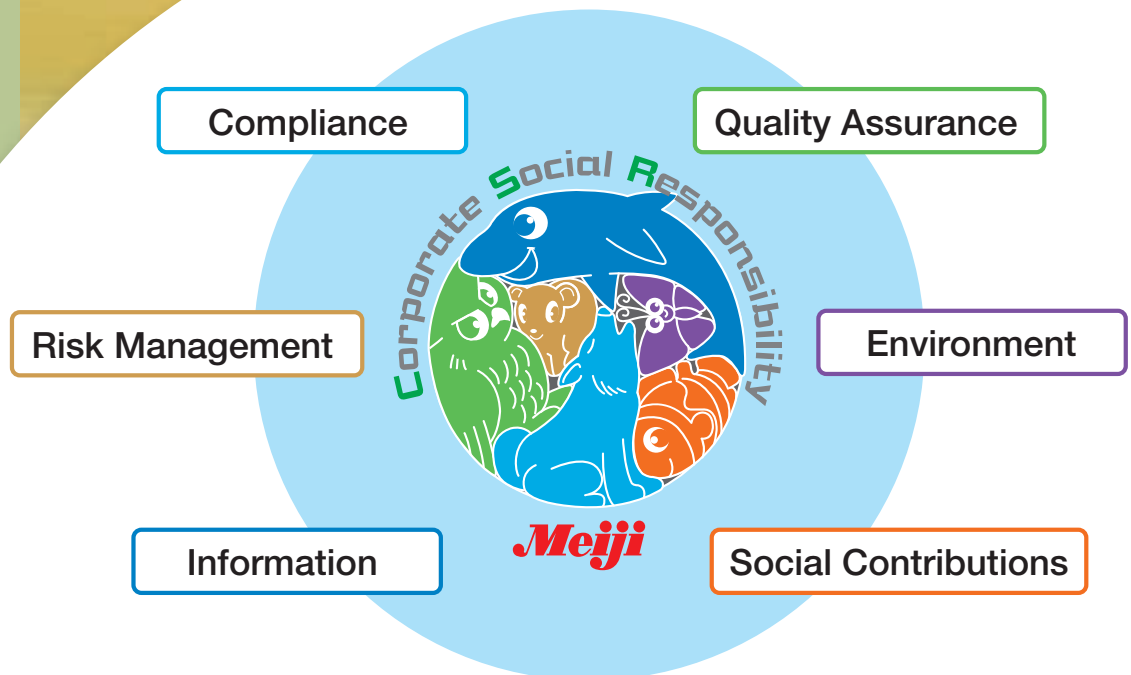 Compliance
Quality Assurance
Corporate Social Responsibility
Risk Management
Environment
Information
Meiji
Social Contributions